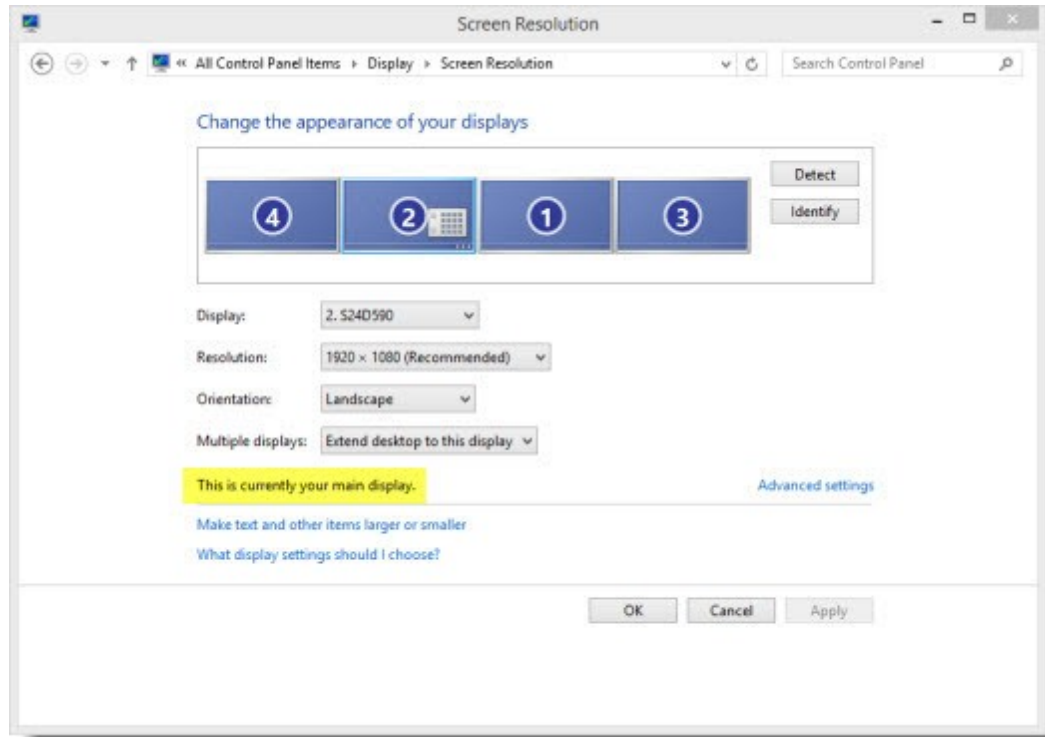 Screen Resolution
« All Control Panel Items ▸ Display ▸ Screen Resolution
Search Control Panel
Change the appearance of your displays
4 2 1 3
Detect
Identify
Display: 2. S24D590
Resolution: 1920 × 1080 (Recommended)
Orientation: Landscape
Multiple displays: Extend desktop to this display
This is currently your main display. Advanced settings
Make text and other items larger or smaller
What display settings should I choose?
OK Cancel Apply